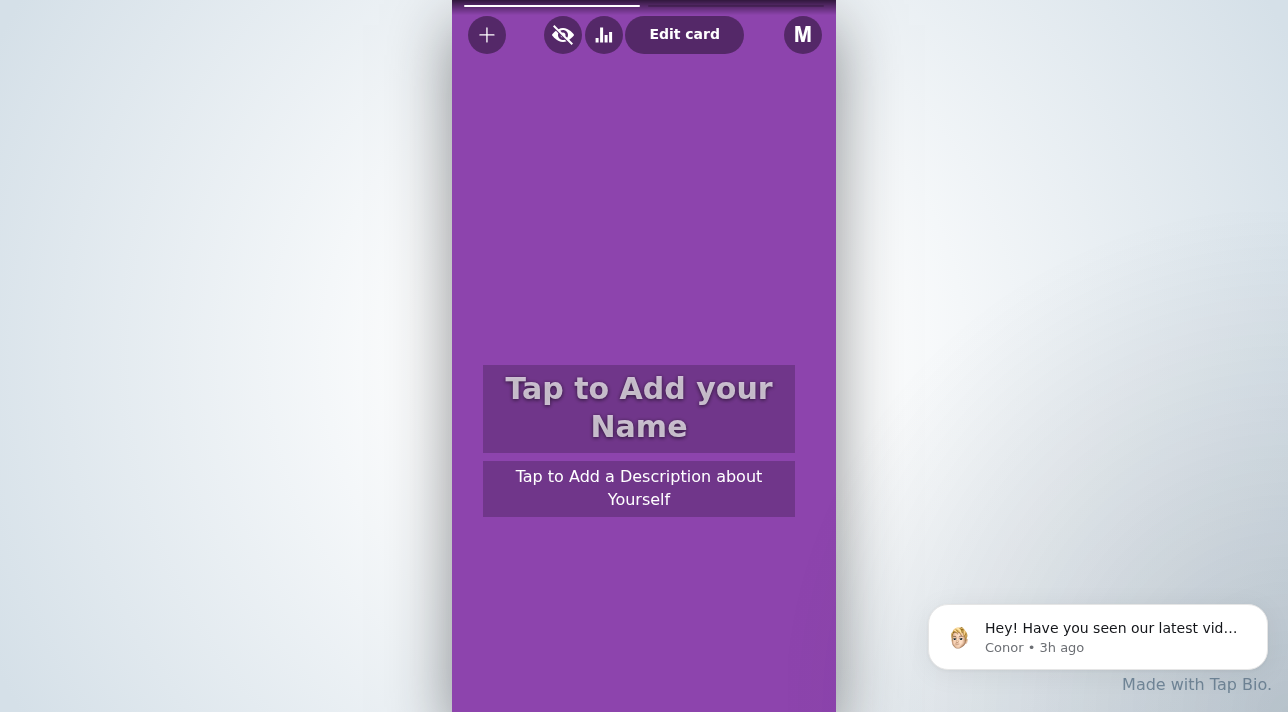 Edit card
M
Tap to Add your
Name
Tap to Add a Description about
Yourself
Hey! Have you seen our latest vid...
Conor • 3h ago
Made with Tap Bio.